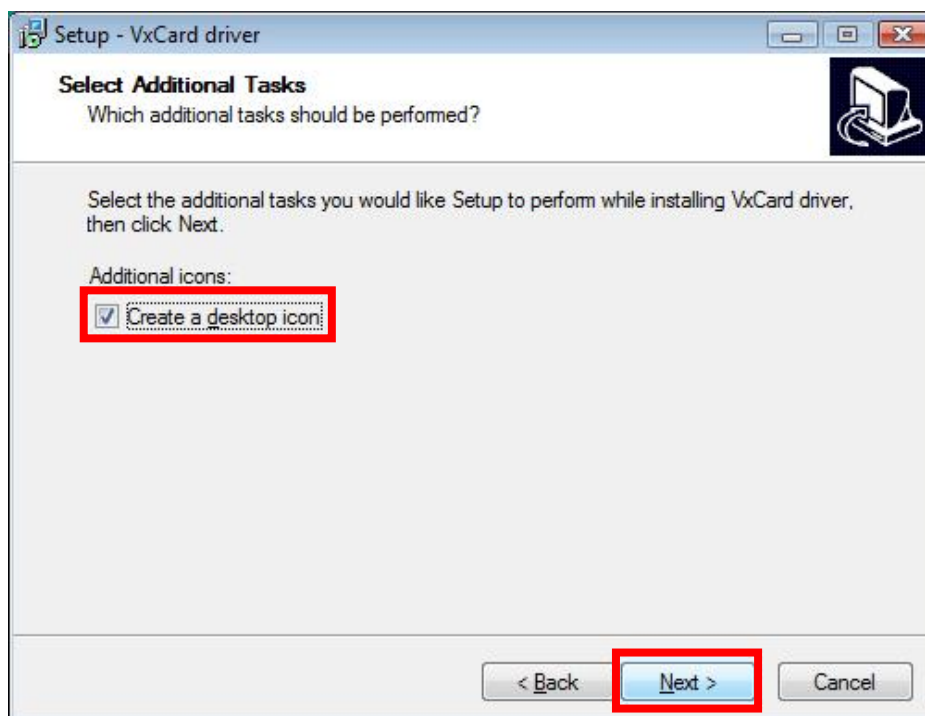 Setup - VxCard driver
Select Additional Tasks
Which additional tasks should be performed?
Select the additional tasks you would like Setup to perform while installing VxCard driver,
then click Next.
Additional icons:
Create a desktop icon
< Back
Next >
Cancel